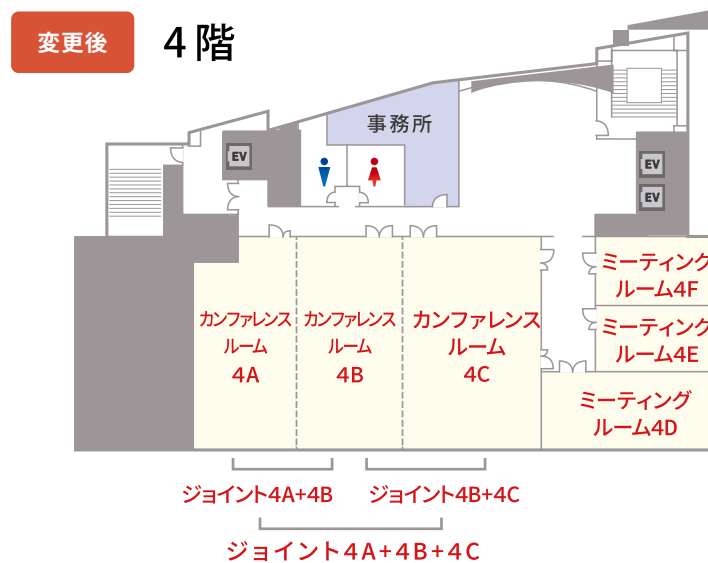 変更後
4階
事務所
EV
EV
EV
カンファレンス
ルーム
4A
カンファレンス
ルーム
4B
カンファレンス
ルーム
4C
ミーティング
ルーム4F
ミーティング
ルーム4E
ミーティング
ルーム4D
ジョイント4A+4B
ジョイント4B+4C
ジョイント4A+4B+4C